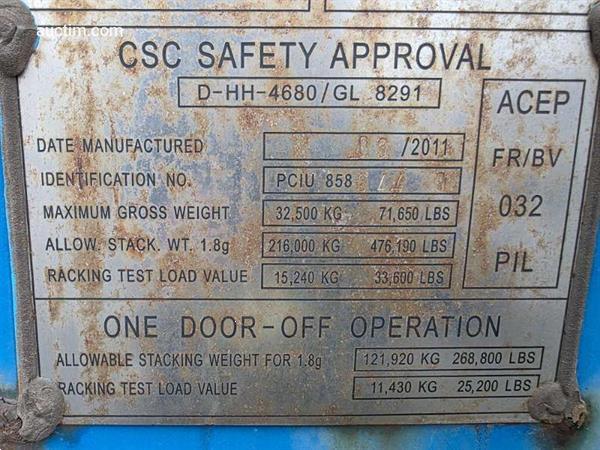 auctim.com
CSC SAFETY APPROVAL
D-HH-4680/GL 8291
DATE MANUFACTURED /2011
IDENTIFICATION NO. PCIU 858
MAXIMUM GROSS WEIGHT 32,500 KG 71,650 LBS
ALLOW. STACK. WT. 1.8g 216,000 KG 476,190 LBS
RACKING TEST LOAD VALUE 15,240 KG 33,600 LBS
ACEP
FR/BV
032
PIL
ONE DOOR-OFF OPERATION
ALLOWABLE STACKING WEIGHT FOR 1.8g 121,920 KG 268,800 LBS
RACKING TEST LOAD VALUE 11,430 KG 25,200 LBS